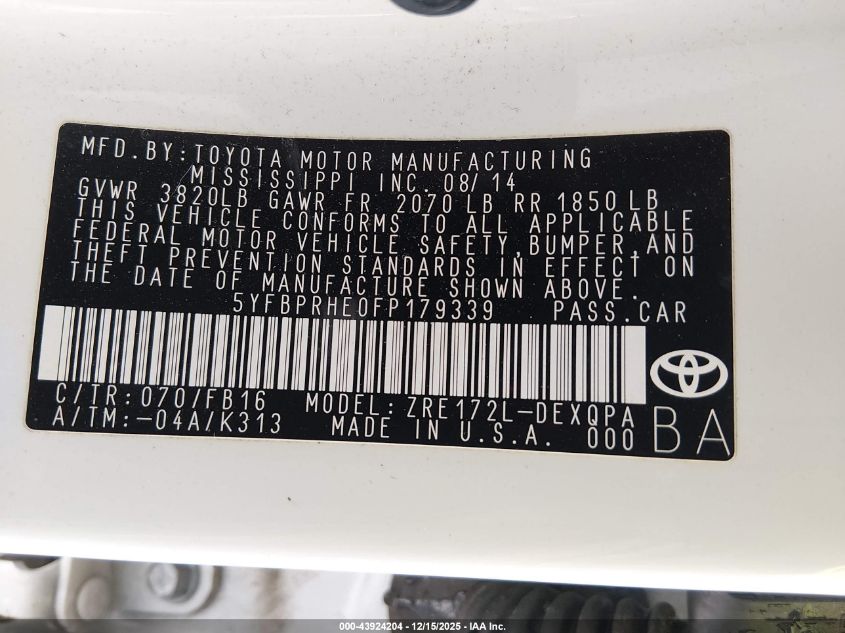 MFD.BY:TOYOTA MOTOR MANUFACTURING
MISSISSIPPI INC. 08/14
GVWR 3820LB GAWR FR 2070 LB RR 1850 LB
THIS VEHICLE CONFORMS TO ALL APPLICABLE
FEDERAL MOTOR VEHICLE SAFETY, BUMPER, AND
THEFT PREVENTION STANDARDS IN EFFECT ON
THE DATE OF MANUFACTURE SHOWN ABOVE.
5YFBPRHE0FP179339 PASS.CAR
C/TR: 070/FB16 MODEL: ZRE172L-DEXQPA
A/TM:-04A/K313 MADE IN U.S.A. 000
BA
000-43924204 - 12/15/2025 - IAA Inc.